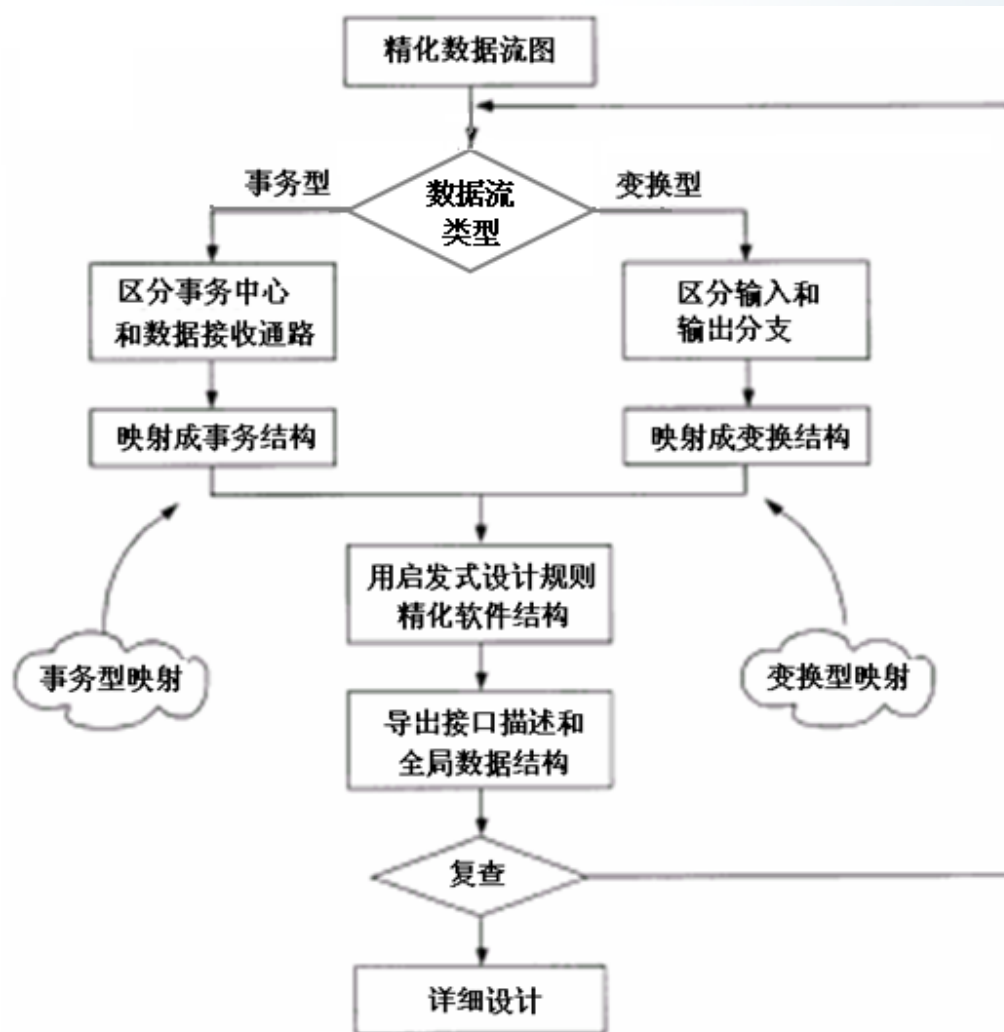 精化数据流图
事务型
变换型
数据流
类型
区分事务中心
和数据接收通路
区分输入和
输出分支
映射成事务结构
映射成变换结构
用启发式设计规则
精化软件结构
事务型映射
变换型映射
导出接口描述和
全局数据结构
复查
详细设计